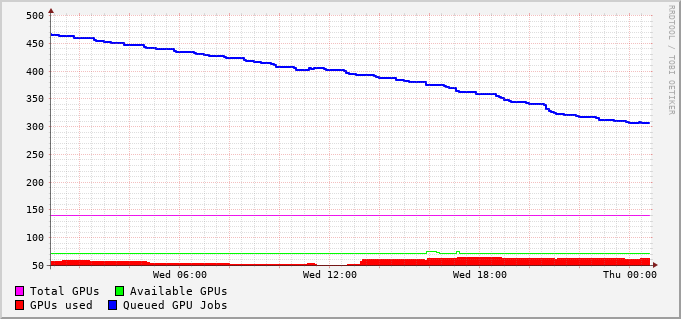 500
450
400
350
300
250
200
150
100
50
Wed 06:00 Wed 12:00 Wed 18:00 Thu 00:00
Total GPUs Available GPUs
GPUs used Queued GPU Jobs
RRDTOOL / TOBI OETIKER